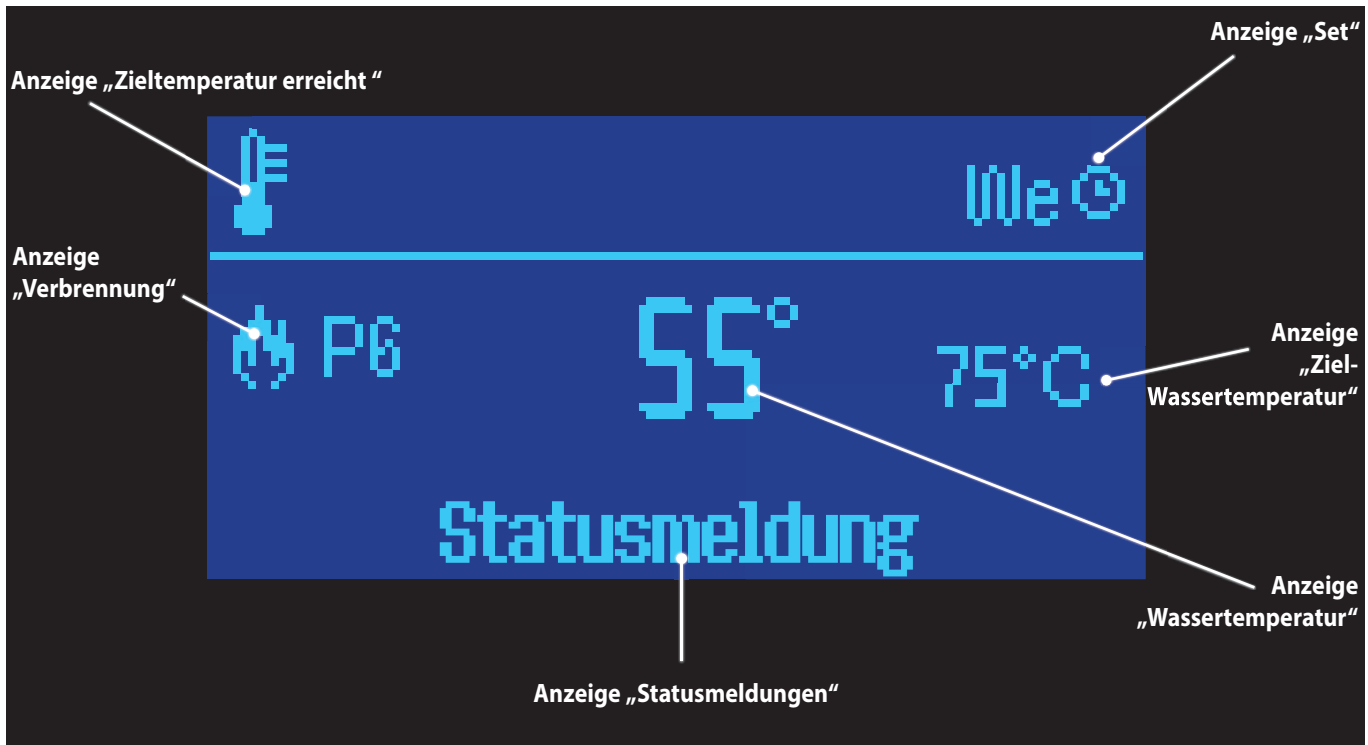 Anzeige „Set“
Anzeige „Zieltemperatur erreicht “
We
Anzeige
„Verbrennung“
P6
55°
75°C
Anzeige
„Ziel-
Wassertemperatur“
Statusmeldung
Anzeige
„Wassertemperatur“
Anzeige „Statusmeldungen“